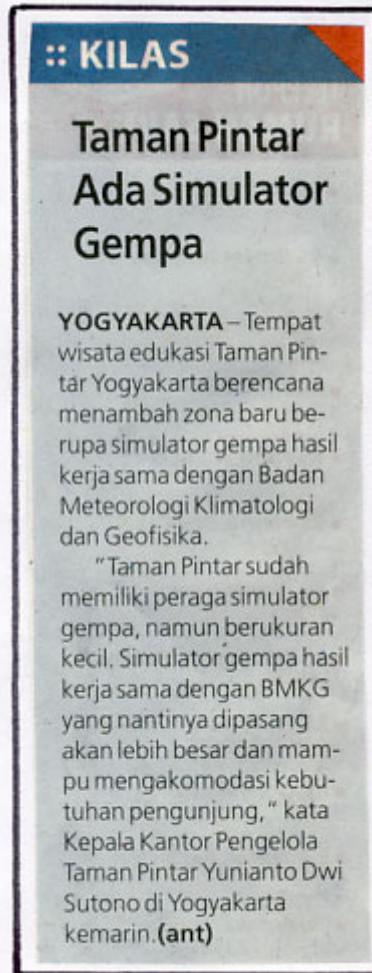 :: KILAS
Taman Pintar
Ada Simulator
Gempa
YOGYAKARTA – Tempat
wisata edukasi Taman Pin-
tar Yogyakarta berencana
menambah zona baru be-
rupa simulator gempa hasil
kerja sama dengan Badan
Meteorologi Klimatologi
dan Geofisika.
"Taman Pintar sudah
memiliki peraga simulator
gempa, namun berukuran
kecil. Simulator gempa hasil
kerja sama dengan BMKG
yang nantinya dipasang
akan lebih besar dan mam-
pu mengakomodasi kebu-
tuhan pengunjung," kata
Kepala Kantor Pengelola
Taman Pintar Yunianto Dwi
Sutono di Yogyakarta
kemarin.(ant)